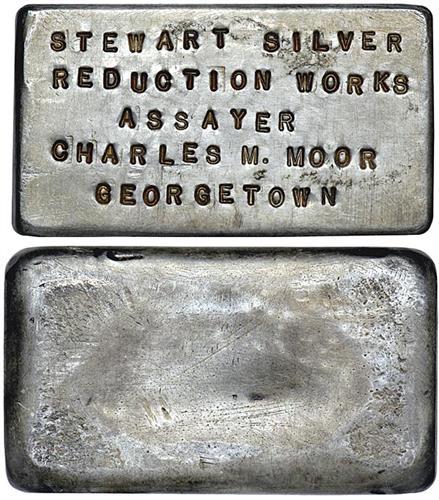 STEWART SILVER
REDUCTION WORKS
ASSAYER
CHARLES M. MOOR
GEORGETOWN